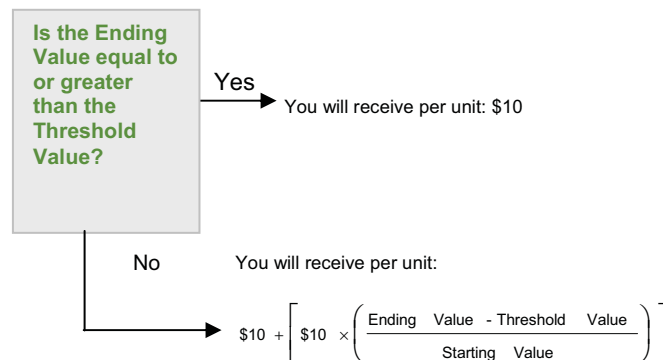 Is the Ending
Value equal to
or greater
than the
Threshold
Value?
Yes
You will receive per unit: $10
No
You will receive per unit:
$10 + [ $10 × ( Ending Value - Threshold Value
Starting Value ) ]